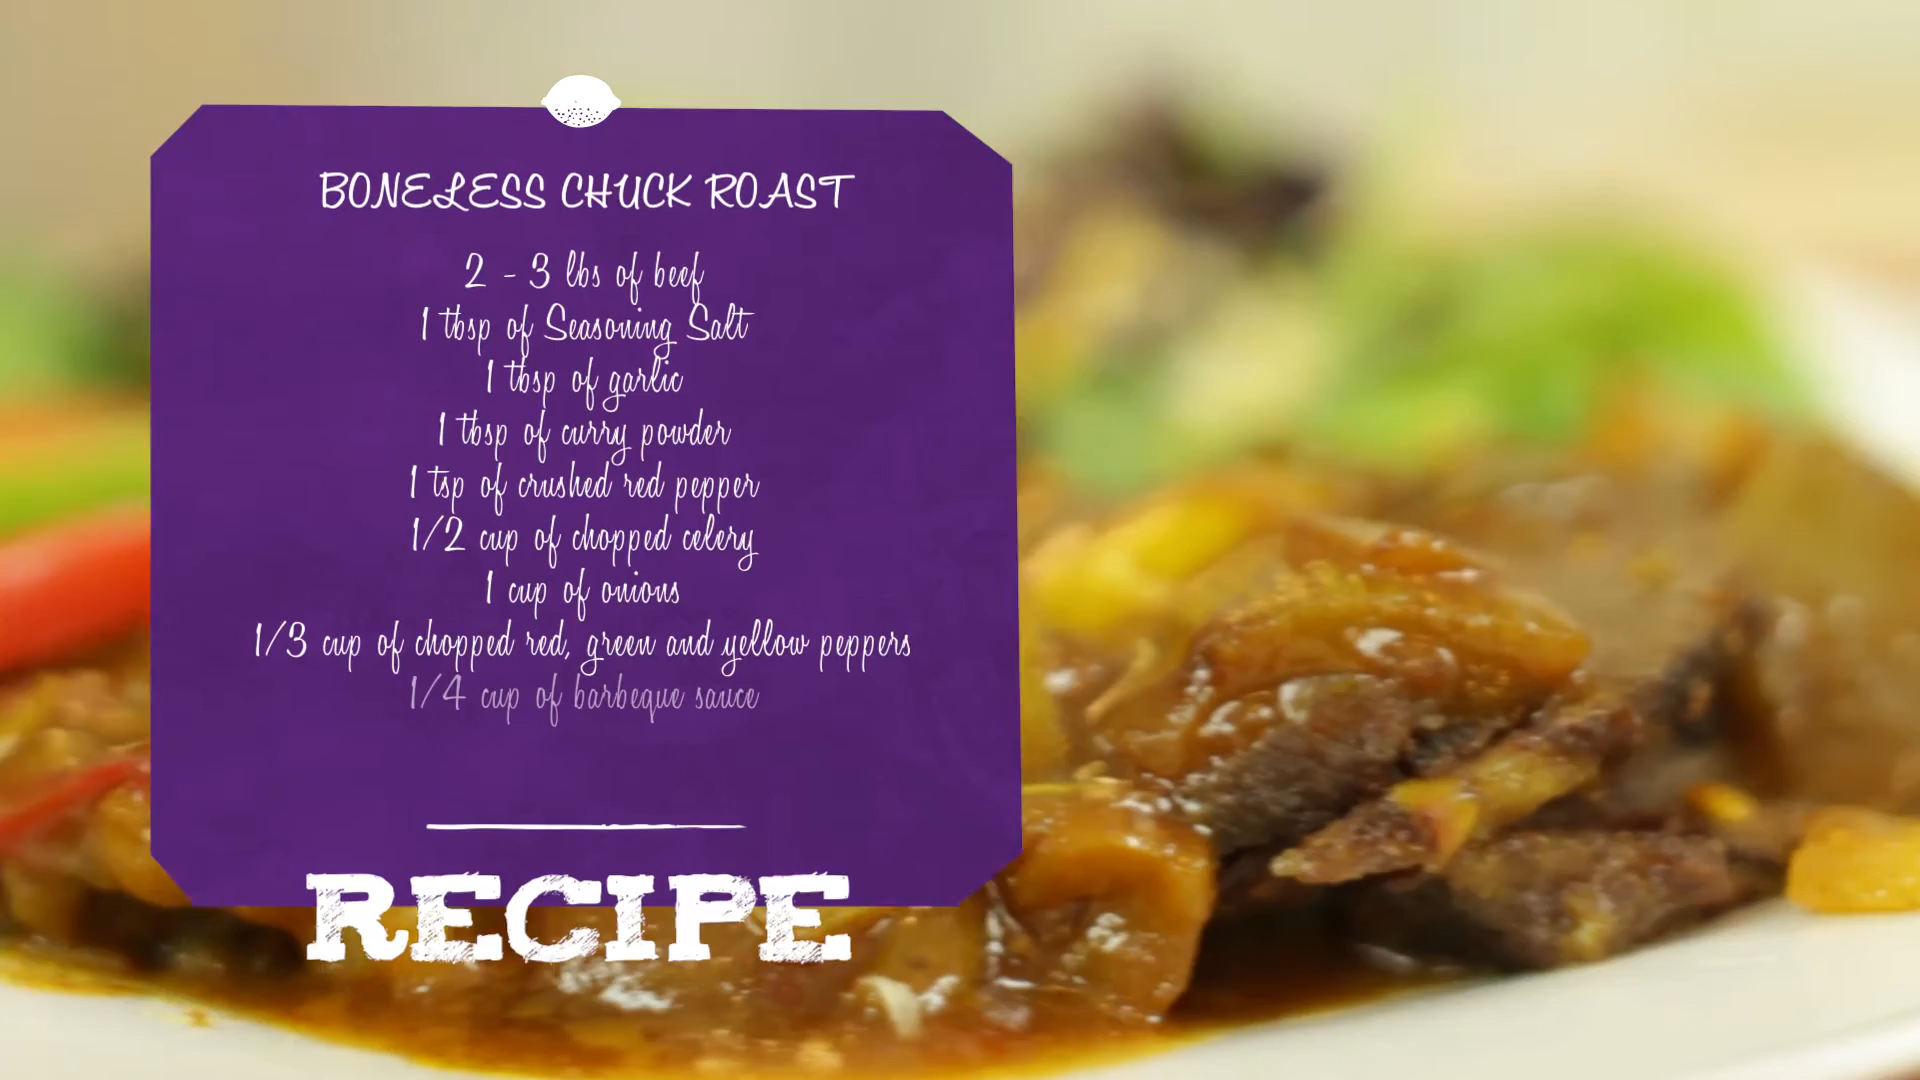 BONELESS CHUCK ROAST
2 - 3 lbs of beef
1 tbsp of Seasoning Salt
1 tbsp of garlic
1 tbsp of curry powder
1 tsp of crushed red pepper
1/2 cup of chopped celery
1 cup of onions
1/3 cup of chopped red, green and yellow peppers
1/4 cup of barbeque sauce
RECIPE